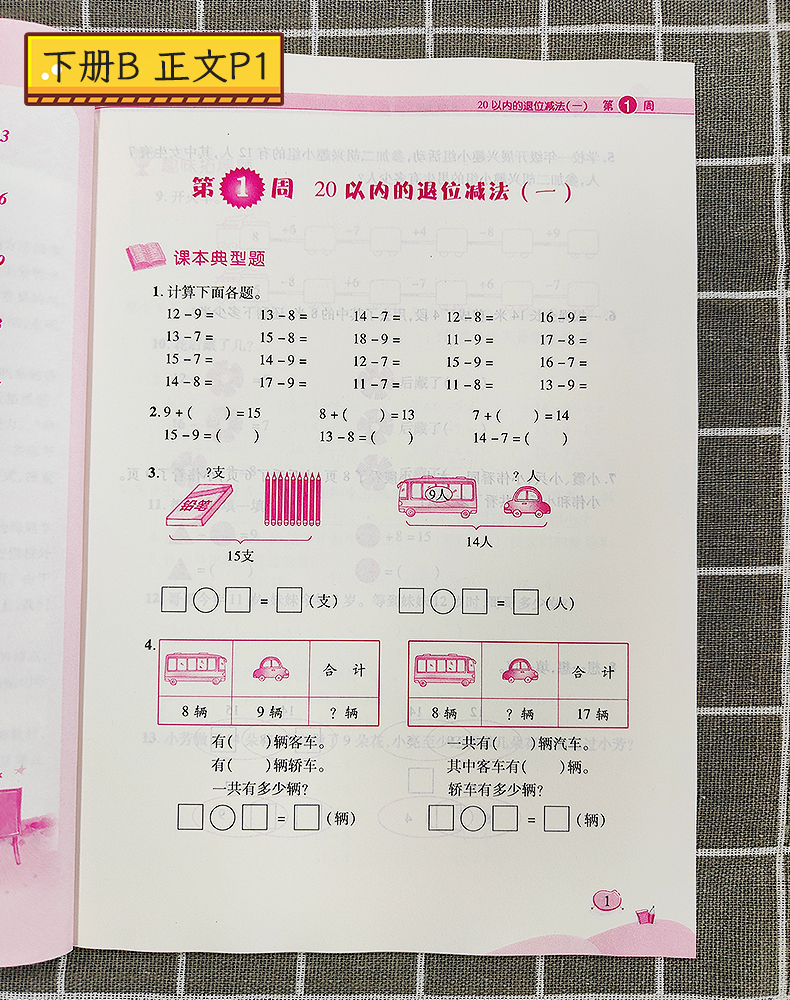 下册B 正文P1
20以内的退位减法(一) 第1周
第1周 20以内的退位减法(一)
课本典型题
1. 计算下面各题。
12-9= 13-8= 14-7= 12-8= 16-9=
13-7= 15-8= 18-9= 11-9= 17-8=
15-7= 14-9= 12-7= 15-9= 16-7=
14-8= 17-9= 11-7= 11-8= 13-9=
2. 9+( )=15 8+( )=13 7+( )=14
15-9=( ) 13-8=( ) 14-7=( )
3. ?支 ?人
铅笔 9人
15支 14人
□○□=□(支) □○□=□(人)
4. 合计 合计
8辆 9辆 ?辆 8辆 ?辆 17辆
有( )辆客车。 一共有( )辆汽车。
有( )辆轿车。 其中客车有( )辆。
一共有多少辆? 轿车有多少辆?
□○□=□(辆) □○□=□(辆)
1